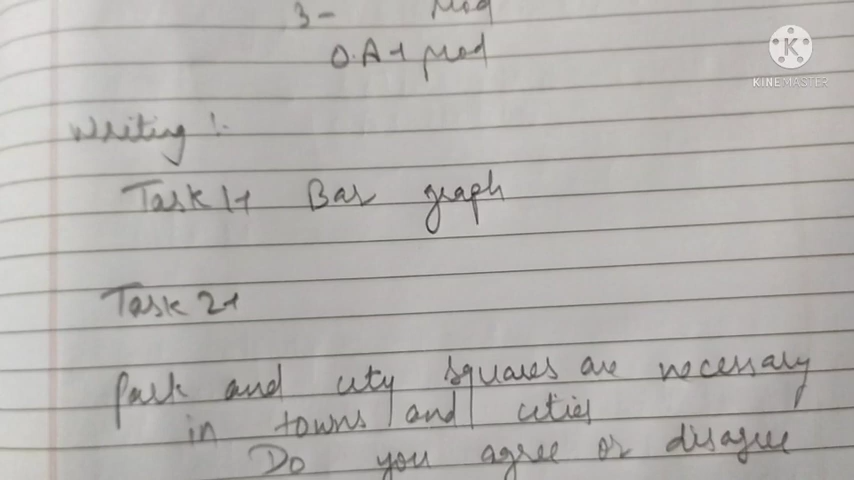 3- Mod
O.A → Mod
KINEMASTER
Writing :-
Task 1→ Bar graph
Task 2→
Park and city squares are necessary
in towns and cities
Do you agree or disagree